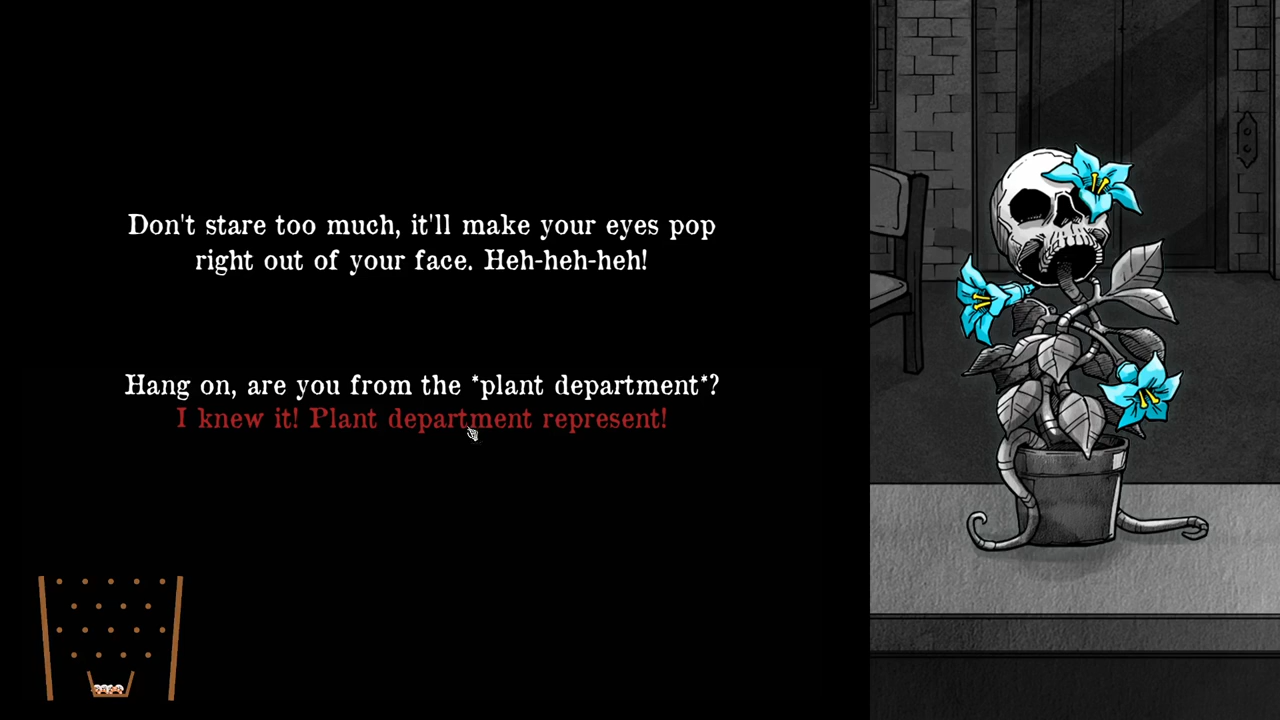 Don't stare too much, it'll make your eyes pop
right out of your face. Heh-heh-heh!
Hang on, are you from the *plant department*?
I knew it! Plant department represent!